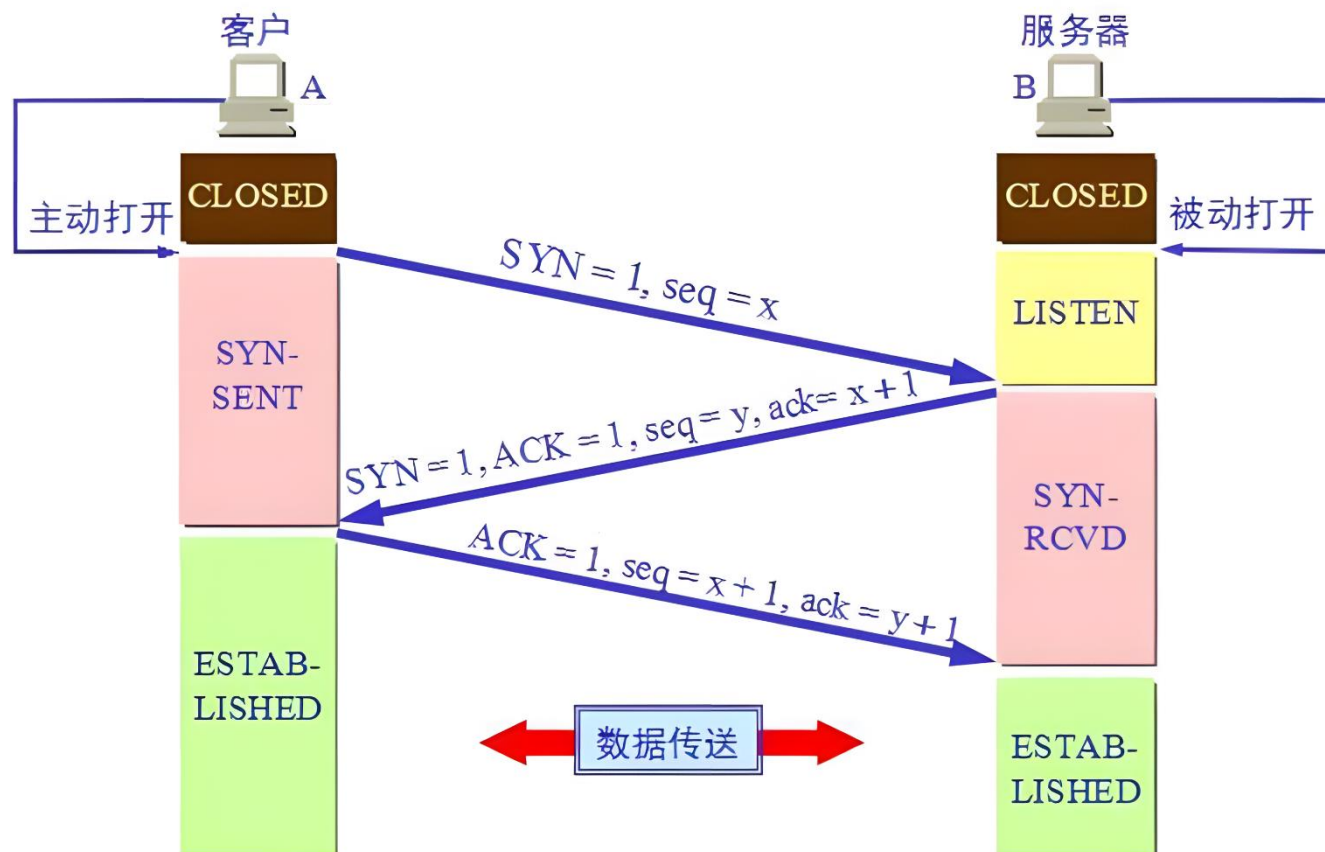 客户
服务器
A
B
CLOSED
CLOSED
主动打开
被动打开
SYN = 1, seq = x
LISTEN
SYN-
SENT
SYN = 1, ACK = 1, seq = y, ack= x + 1
SYN-
RCVD
ACK = 1, seq = x + 1, ack = y + 1
ESTAB-
LISHED
数据传送
ESTAB-
LISHED